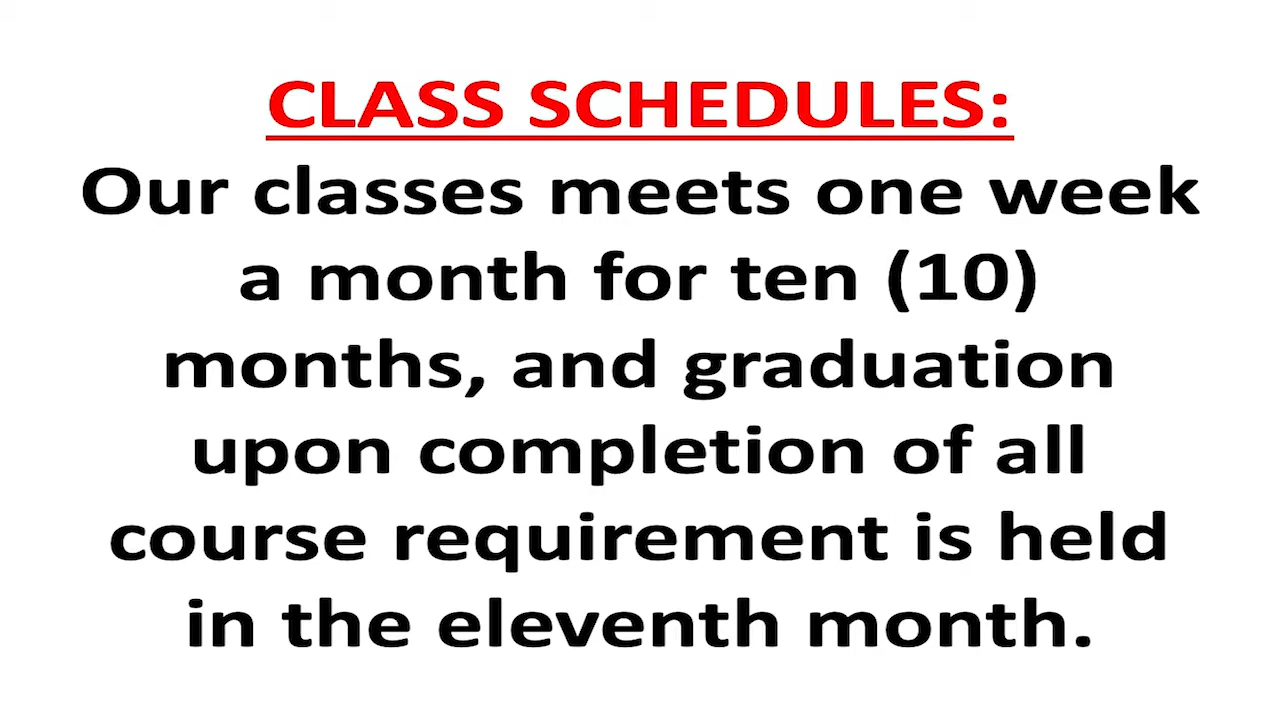 CLASS SCHEDULES:
Our classes meets one week
a month for ten (10)
months, and graduation
upon completion of all
course requirement is held
in the eleventh month.